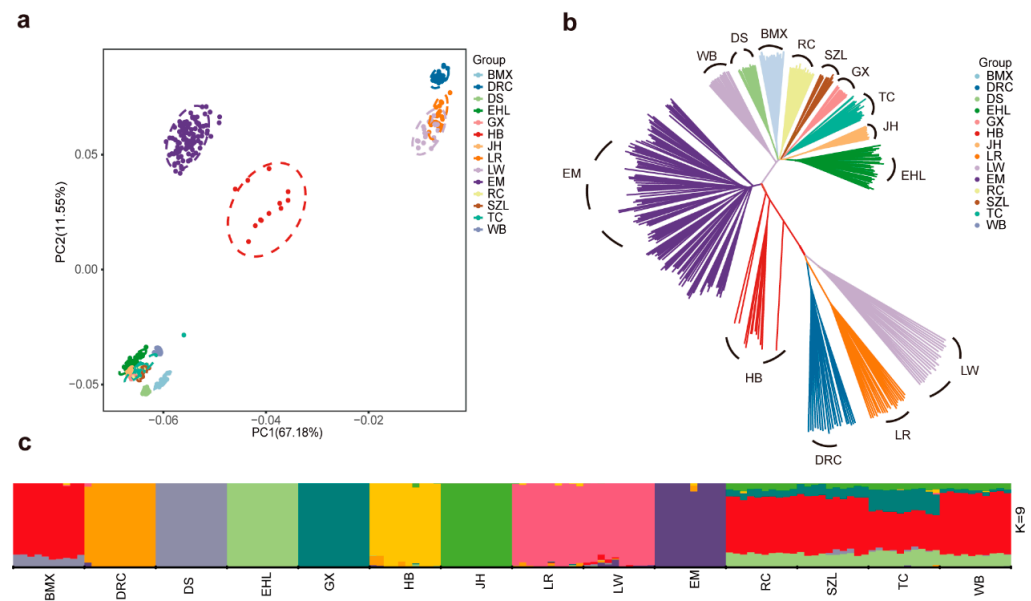 a
Group
BMX
DRC
DS
EHL
GX
HB
JH
LR
LW
EM
RC
SZL
TC
WB
0.05
0.00
−0.05
PC2(11.55%)
−0.06
−0.04
−0.02
PC1(67.18%)
b
WB
DS
BMX
RC
SZL
GX
TC
JH
EHL
EM
HB
DRC
LR
LW
Group
BMX
DRC
DS
EHL
GX
HB
JH
LR
LW
EM
RC
SZL
TC
WB
c
K=9
BMX
DRC
DS
EHL
GX
HB
JH
LR
LW
EM
RC
SZL
TC
WB